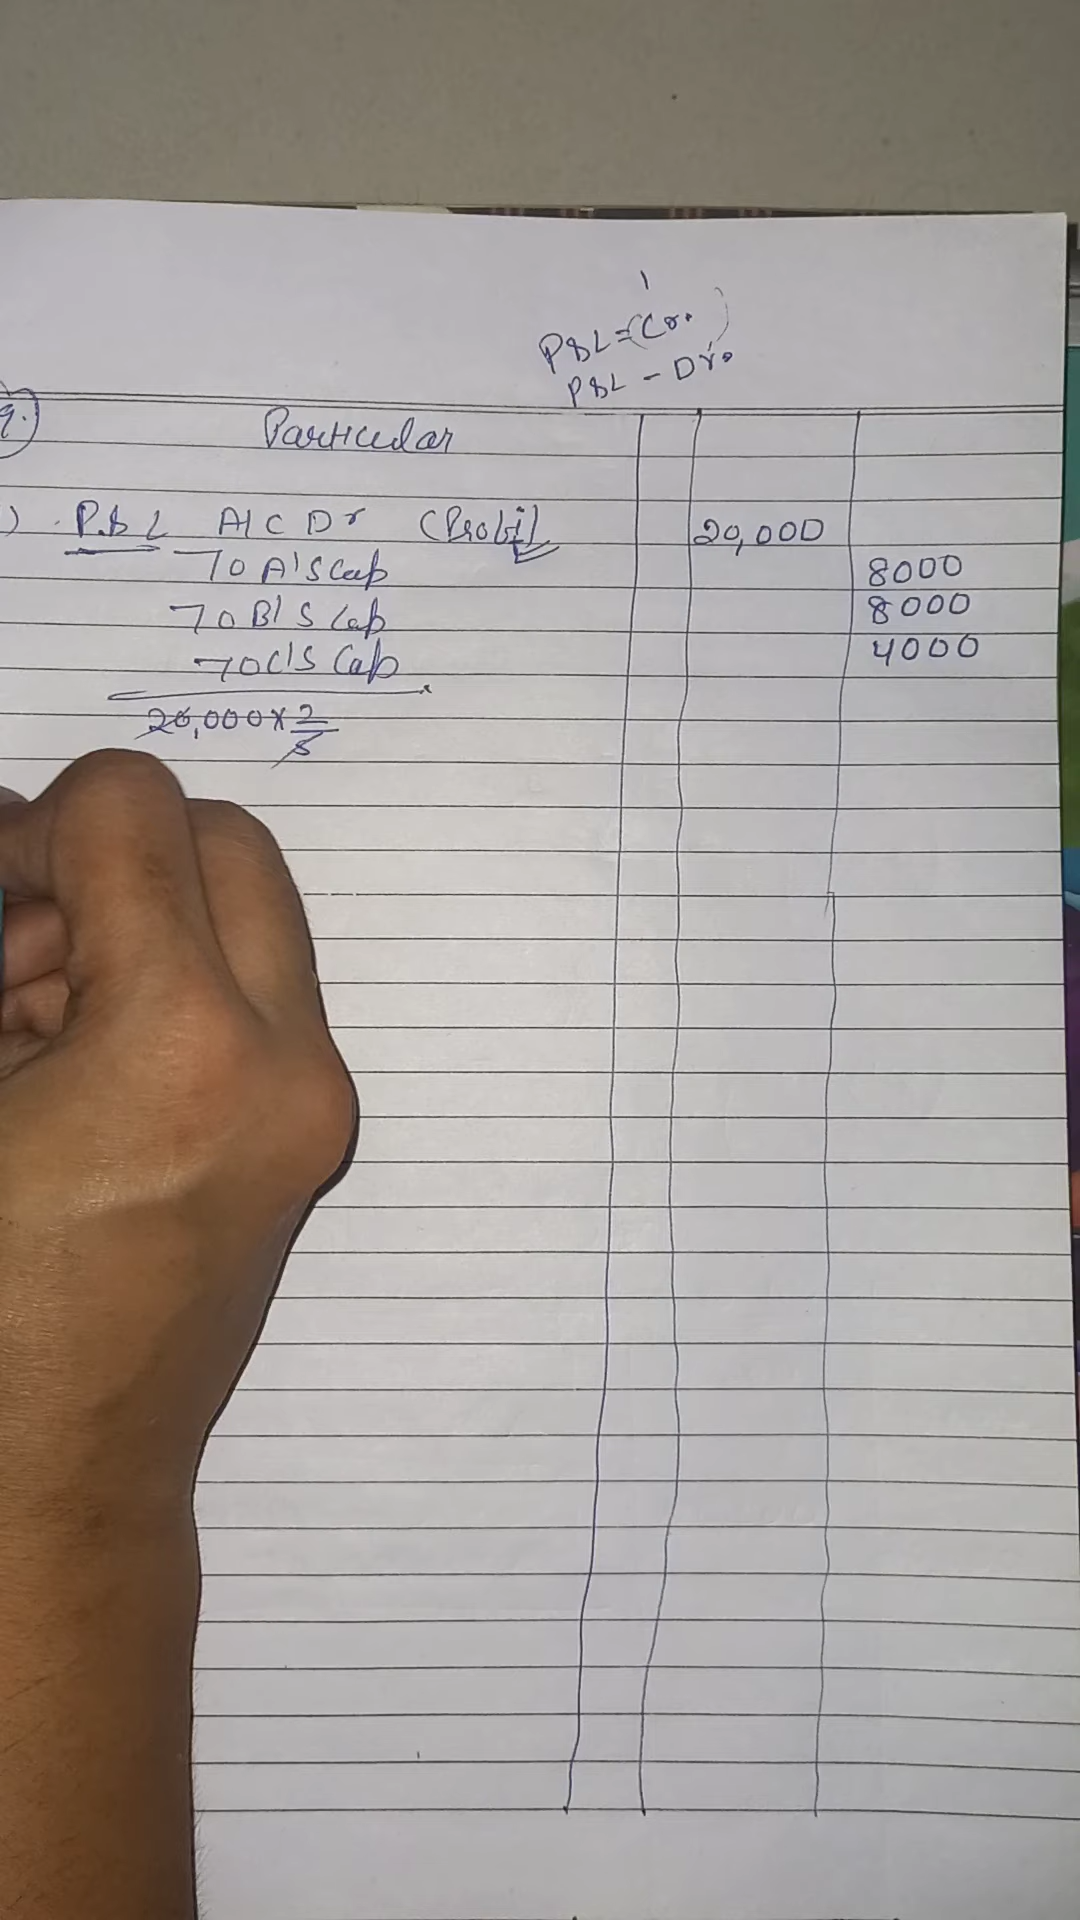 P&L = (Cr.)
P&L - Dr.
Particular
P&L A/C Dr (Profit) 20,000
To A's Cap 8000
To B's Cap 8000
To C's Cap 4000
20,000 × 2/5